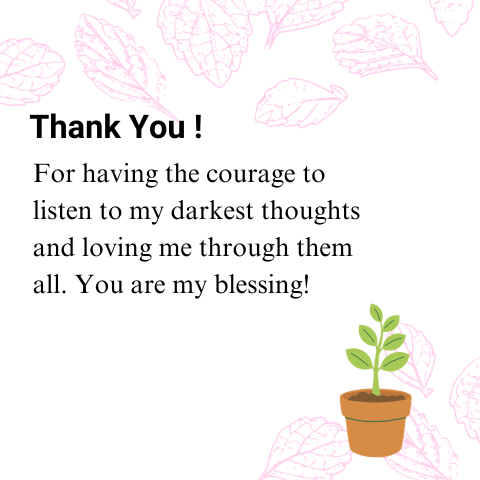 Thank You !
For having the courage to
listen to my darkest thoughts
and loving me through them
all. You are my blessing!